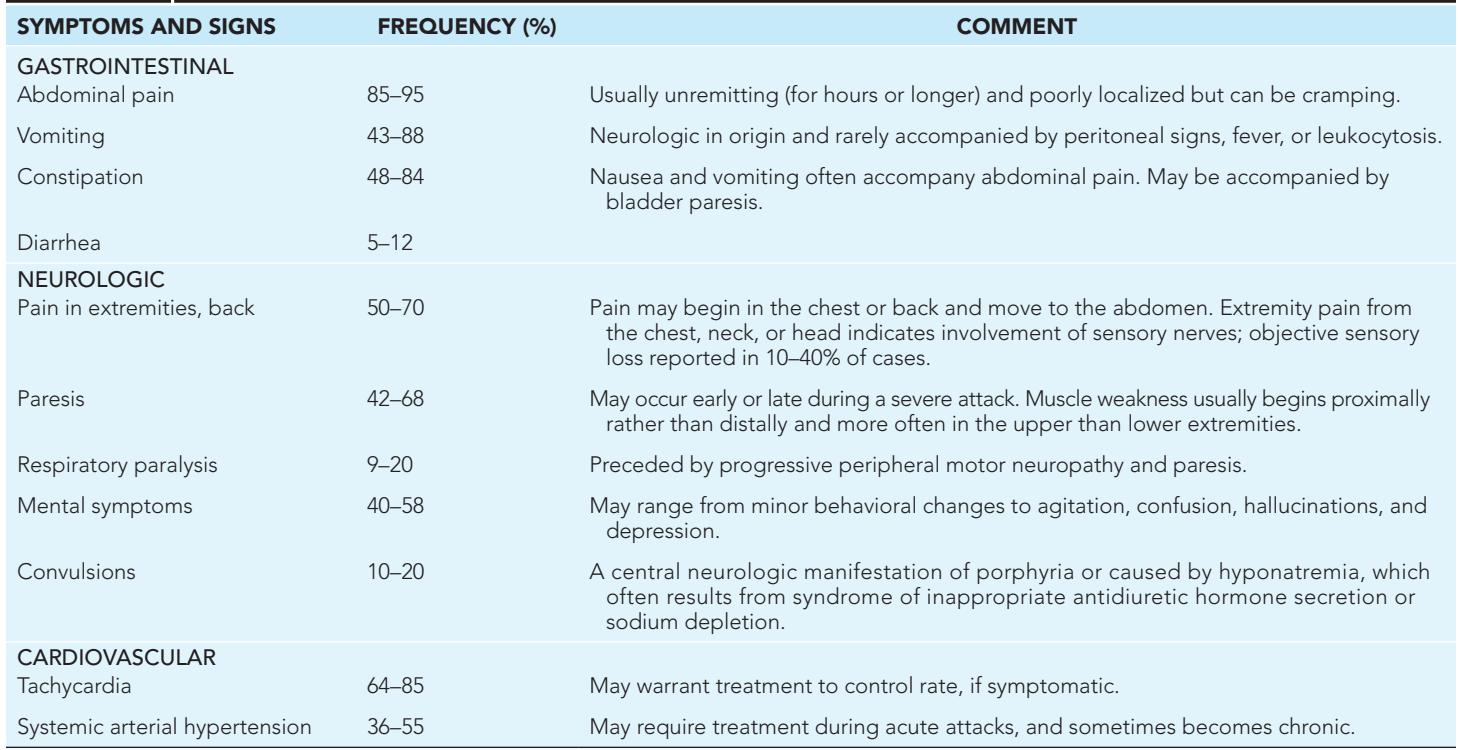 SYMPTOMS AND SIGNS FREQUENCY (%) COMMENT
GASTROINTESTINAL
Abdominal pain 85–95 Usually unremitting (for hours or longer) and poorly localized but can be cramping.
Vomiting 43–88 Neurologic in origin and rarely accompanied by peritoneal signs, fever, or leukocytosis.
Constipation 48–84 Nausea and vomiting often accompany abdominal pain. May be accompanied by
bladder paresis.
Diarrhea 5–12
NEUROLOGIC
Pain in extremities, back 50–70 Pain may begin in the chest or back and move to the abdomen. Extremity pain from
the chest, neck, or head indicates involvement of sensory nerves; objective sensory
loss reported in 10–40% of cases.
Paresis 42–68 May occur early or late during a severe attack. Muscle weakness usually begins proximally
rather than distally and more often in the upper than lower extremities.
Respiratory paralysis 9–20 Preceded by progressive peripheral motor neuropathy and paresis.
Mental symptoms 40–58 May range from minor behavioral changes to agitation, confusion, hallucinations, and
depression.
Convulsions 10–20 A central neurologic manifestation of porphyria or caused by hyponatremia, which
often results from syndrome of inappropriate antidiuretic hormone secretion or
sodium depletion.
CARDIOVASCULAR
Tachycardia 64–85 May warrant treatment to control rate, if symptomatic.
Systemic arterial hypertension 36–55 May require treatment during acute attacks, and sometimes becomes chronic.